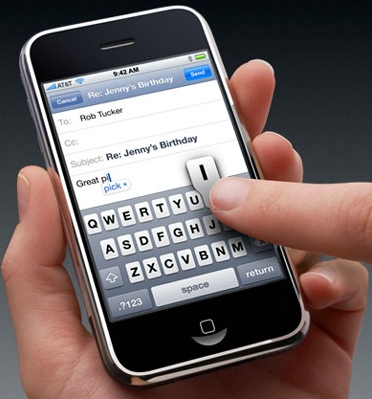 AT&T 9:42 AM
Cancel Re: Jenny's Birthday Send
To: Rob Tucker
Cc:
Subject: Re: Jenny's Birthday
Great pi
pick ×
I
Q W E R T Y U
A S D F G H J
Z X C V B N M
.?123 space return